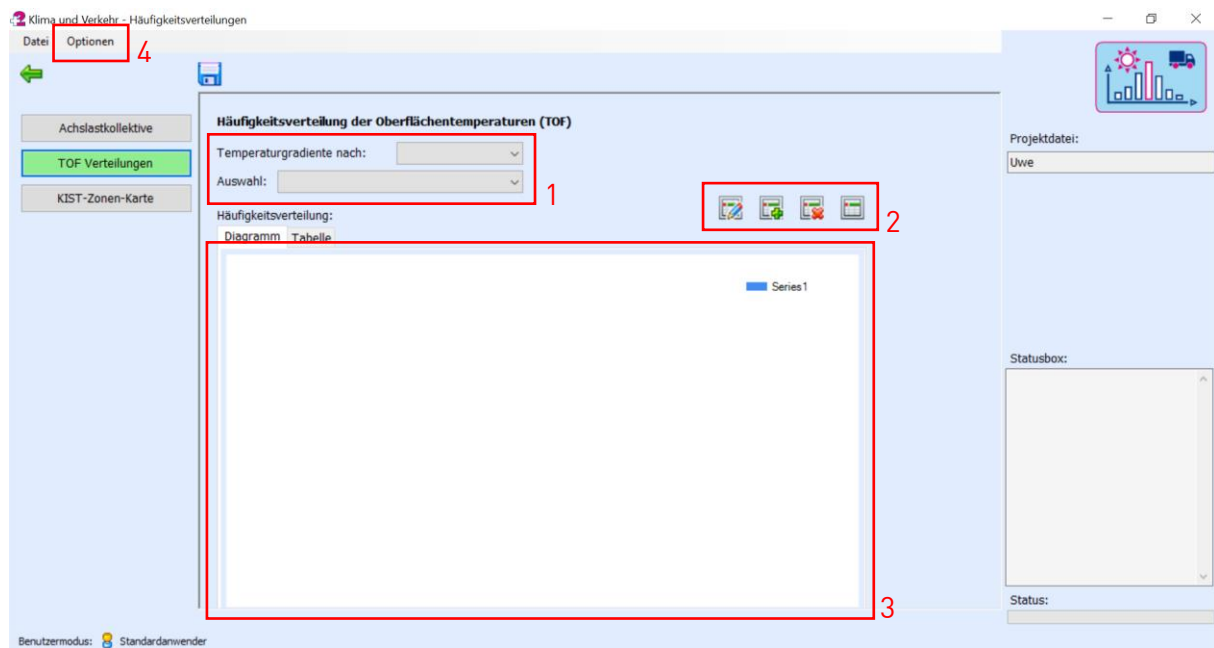 Klima und Verkehr - Häufigkeitsverteilungen
Datei Optionen
4
Achslastkollektive
TOF Verteilungen
KIST-Zonen-Karte
Häufigkeitsverteilung der Oberflächentemperaturen (TOF)
Temperaturgradiente nach:
Auswahl:
1
2
Häufigkeitsverteilung:
Diagramm Tabelle
Series1
3
Projektdatei:
Uwe
Statusbox:
Status:
Benutzermodus: Standardanwender